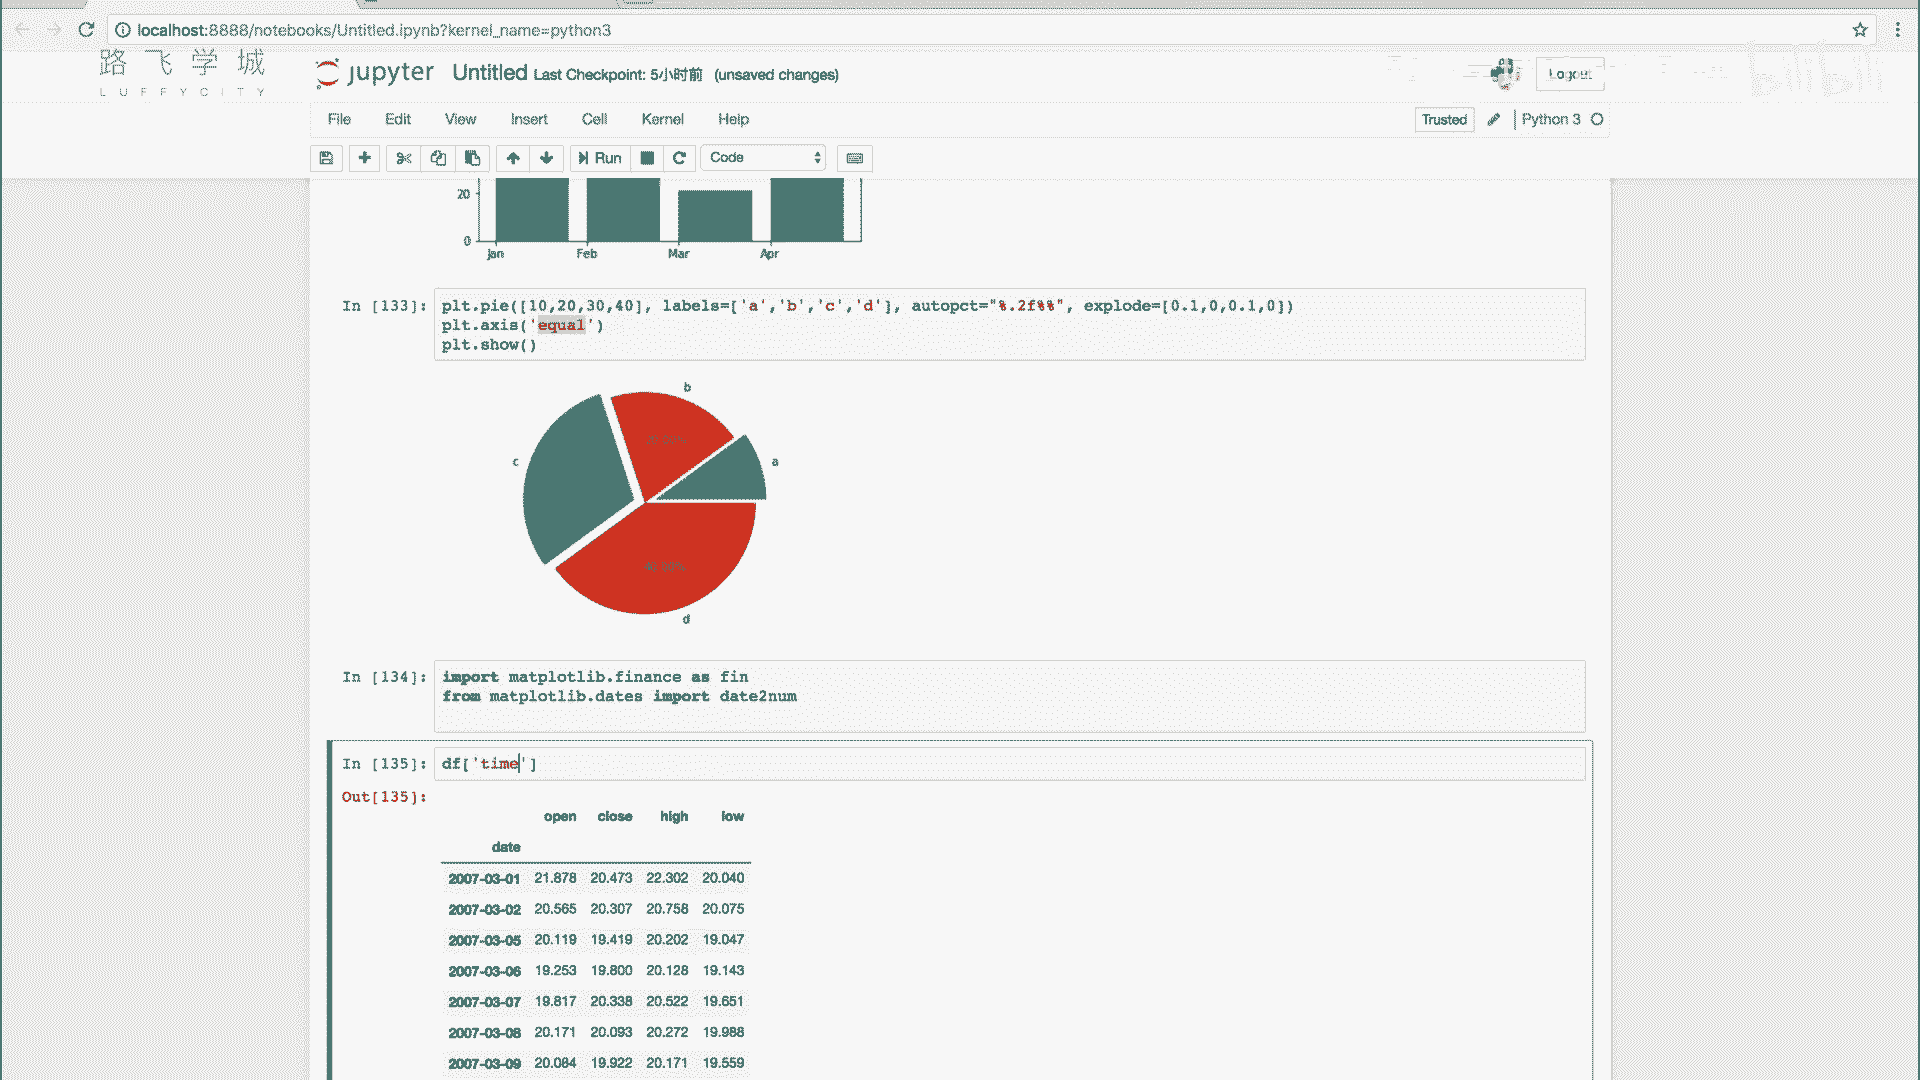 localhost:8888/notebooks/Untitled.ipynb?kernel_name=python3
路飞学城
LUFFYCITY
jupyter Untitled Last Checkpoint: 5小时前 (unsaved changes)
Logout
bilibili
File Edit View Insert Cell Kernel Help
Trusted Python 3
Run Code
20
0
Jan Feb Mar Apr
In [133]: plt.pie([10,20,30,40], labels=['a','b','c','d'], autopct="%.2f%%", explode=[0.1,0,0.1,0])
plt.axis('equal')
plt.show()
b
c
a
d
In [134]: import matplotlib.finance as fin
from matplotlib.dates import date2num
In [135]: df['time']
Out[135]:
open close high low
date
2007-03-01 21.878 20.473 22.302 20.040
2007-03-02 20.565 20.307 20.758 20.075
2007-03-05 20.119 19.419 20.202 19.047
2007-03-06 19.253 19.800 20.128 19.143
2007-03-07 19.817 20.338 20.522 19.651
2007-03-08 20.171 20.093 20.272 19.988
2007-03-09 20.084 19.922 20.171 19.559